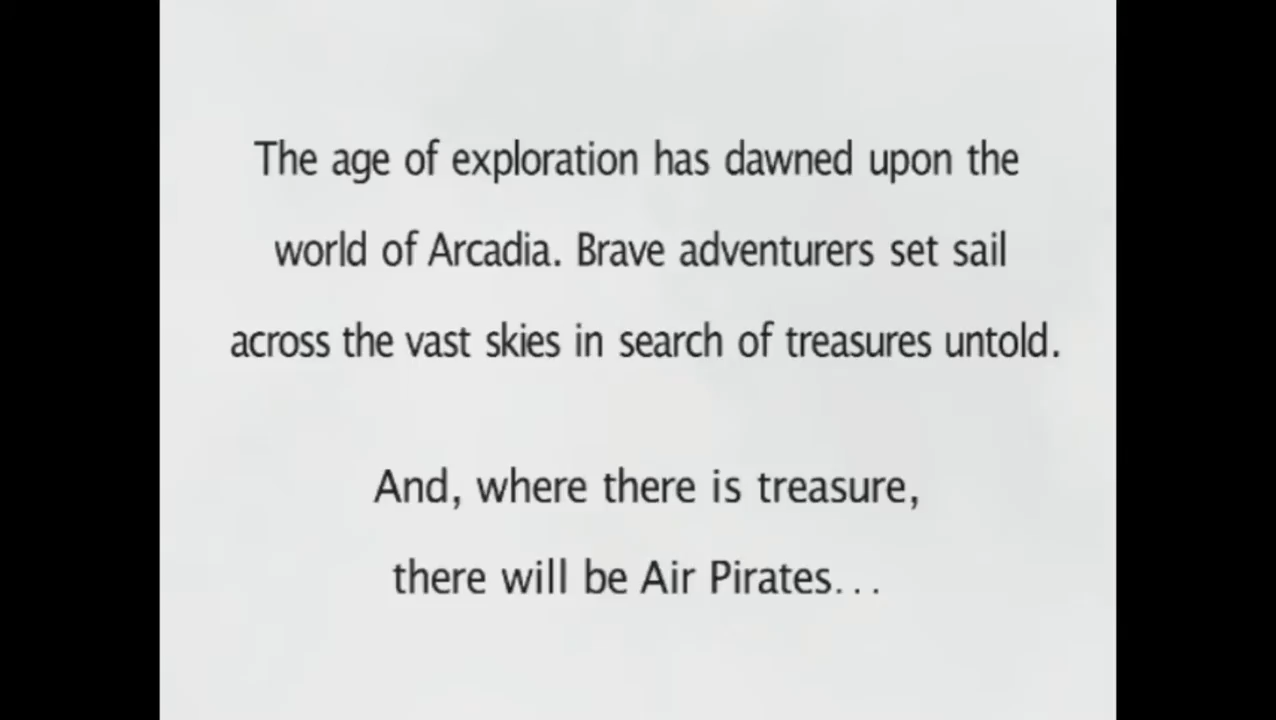 The age of exploration has dawned upon the
world of Arcadia. Brave adventurers set sail
across the vast skies in search of treasures untold.
And, where there is treasure,
there will be Air Pirates...